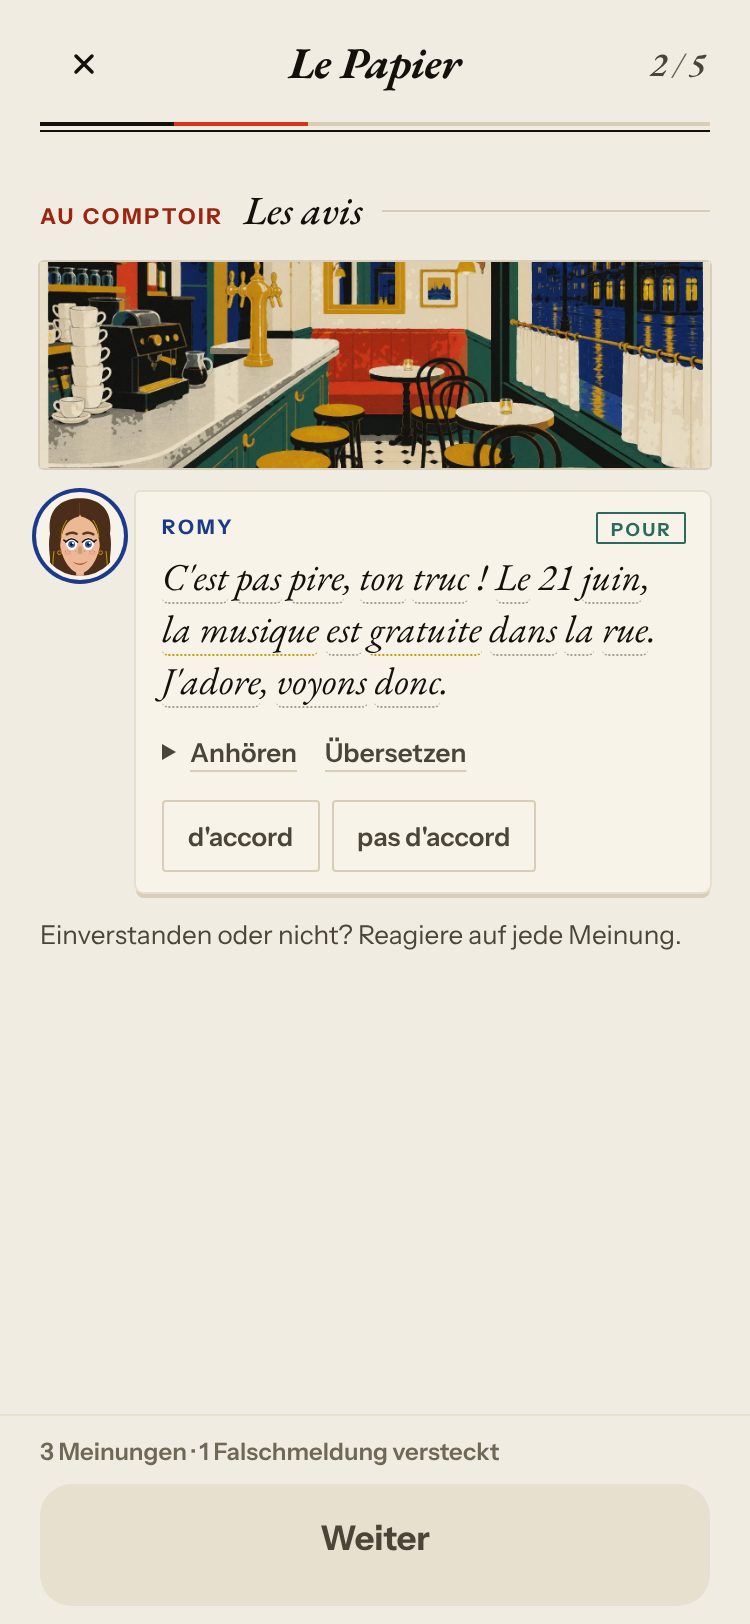 Le Papier
2/5
AU COMPTOIR Les avis
ROMY
POUR
C'est pas pire, ton truc ! Le 21 juin,
la musique est gratuite dans la rue.
J'adore, voyons donc.
Anhören Übersetzen
d'accord pas d'accord
Einverstanden oder nicht? Reagiere auf jede Meinung.
3 Meinungen · 1 Falschmeldung versteckt
Weiter